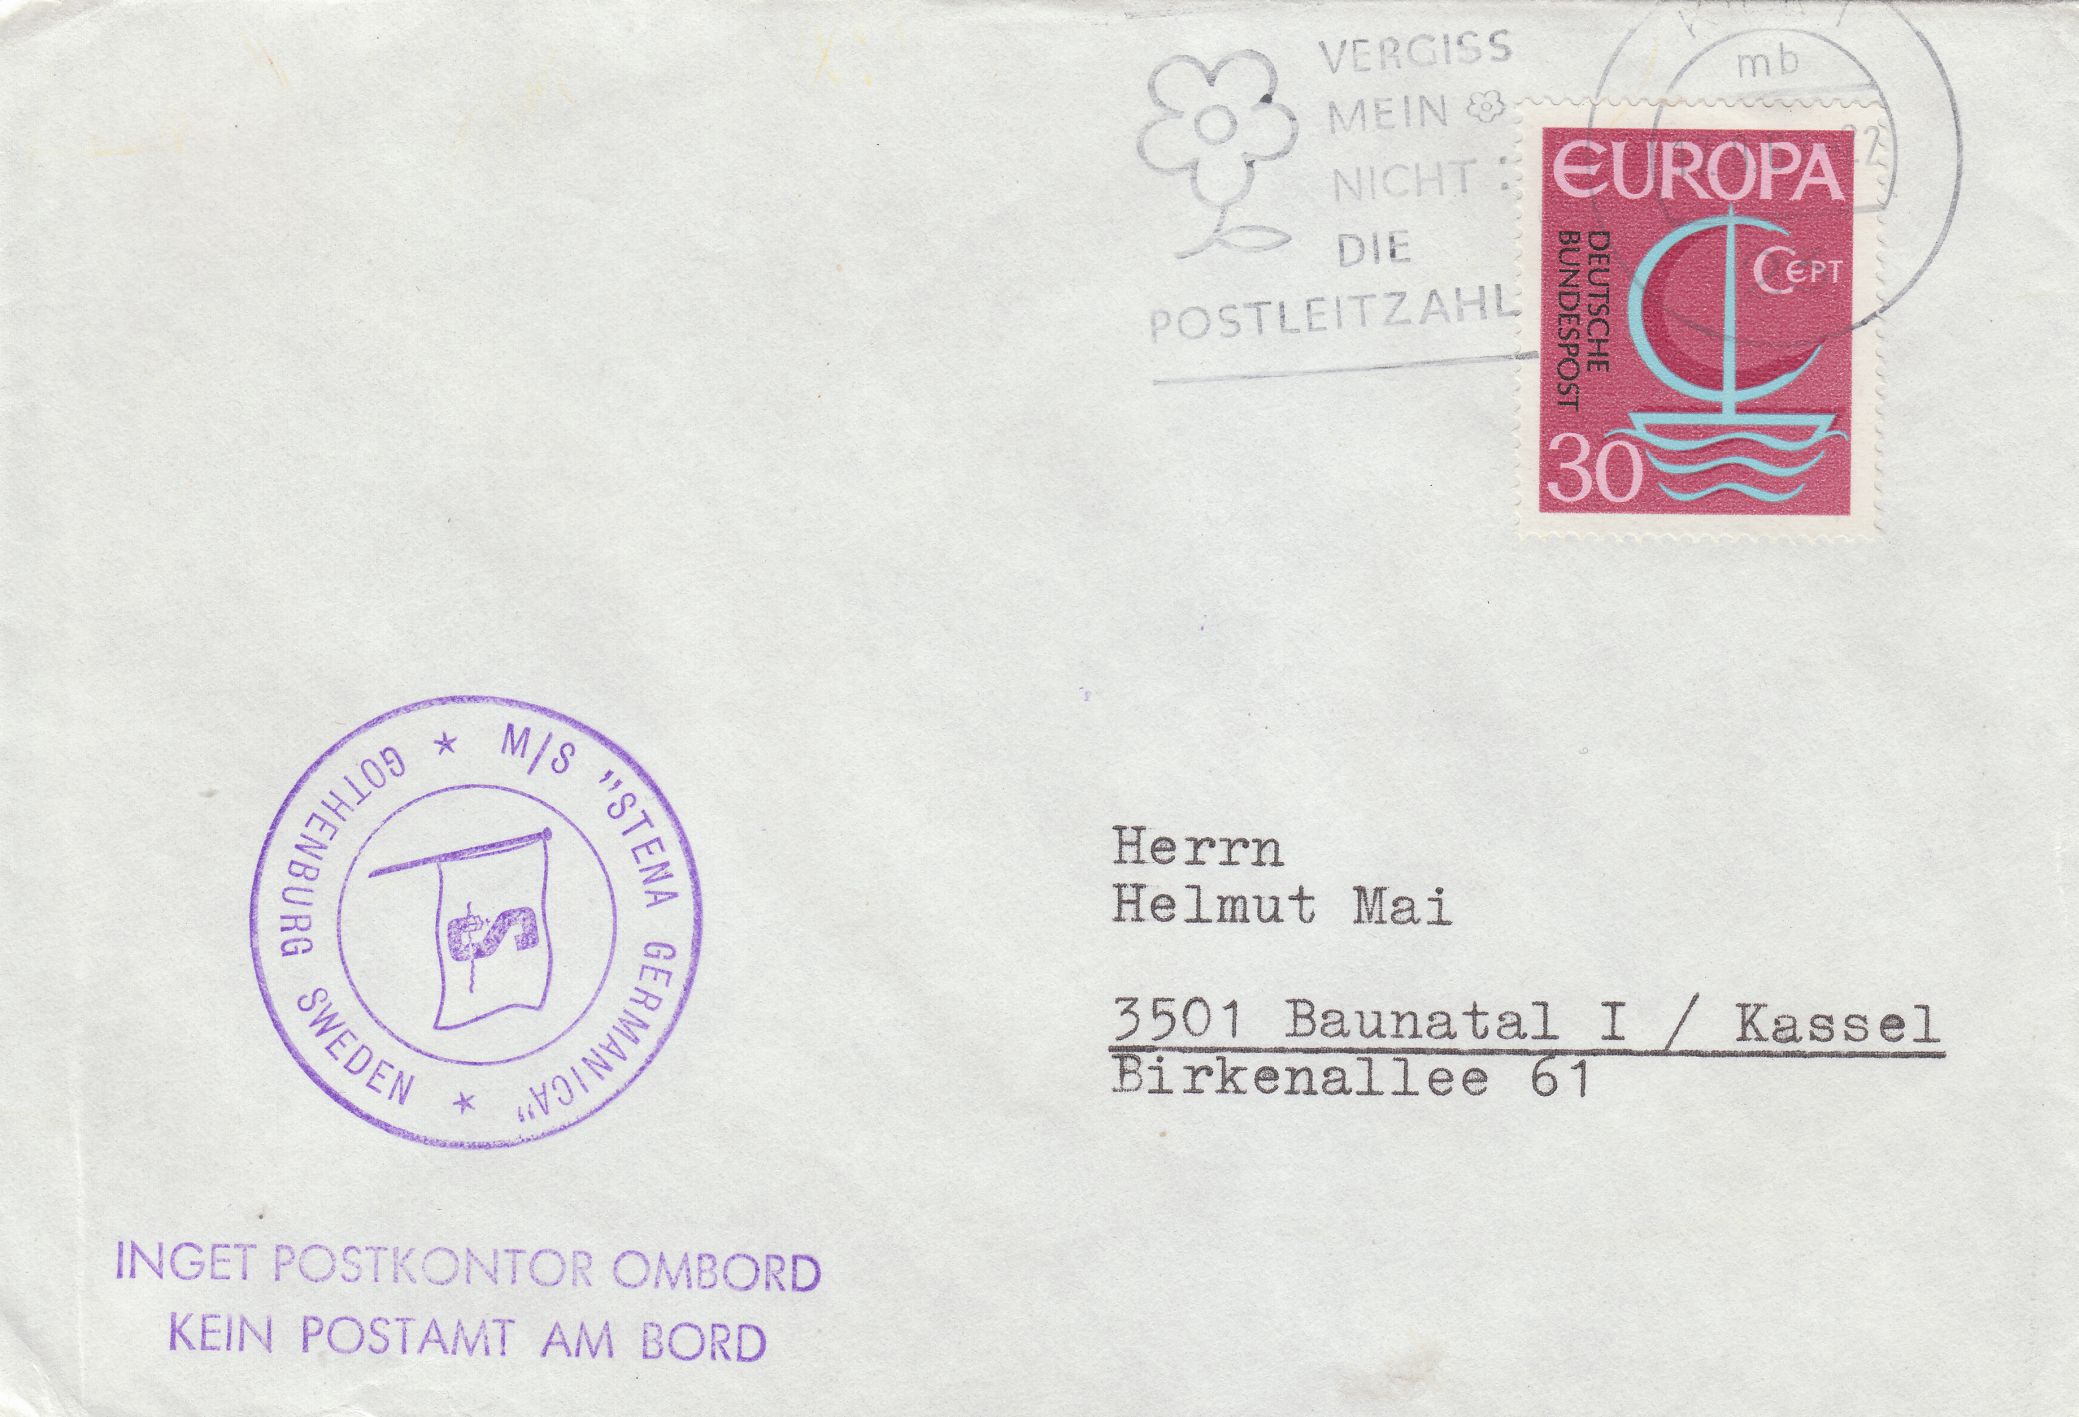 VERGISS
MEIN
NICHT :
DIE
POSTLEITZAHL
mb
EUROPA
CEPT
DEUTSCHE
BUNDESPOST
30
M/S "STENA GERMANICA"
GOTHENBURG SWEDEN
S
Herrn
Helmut Mai
3501 Baunatal I / Kassel
Birkenallee 61
INGET POSTKONTOR OMBORD
KEIN POSTAMT AM BORD